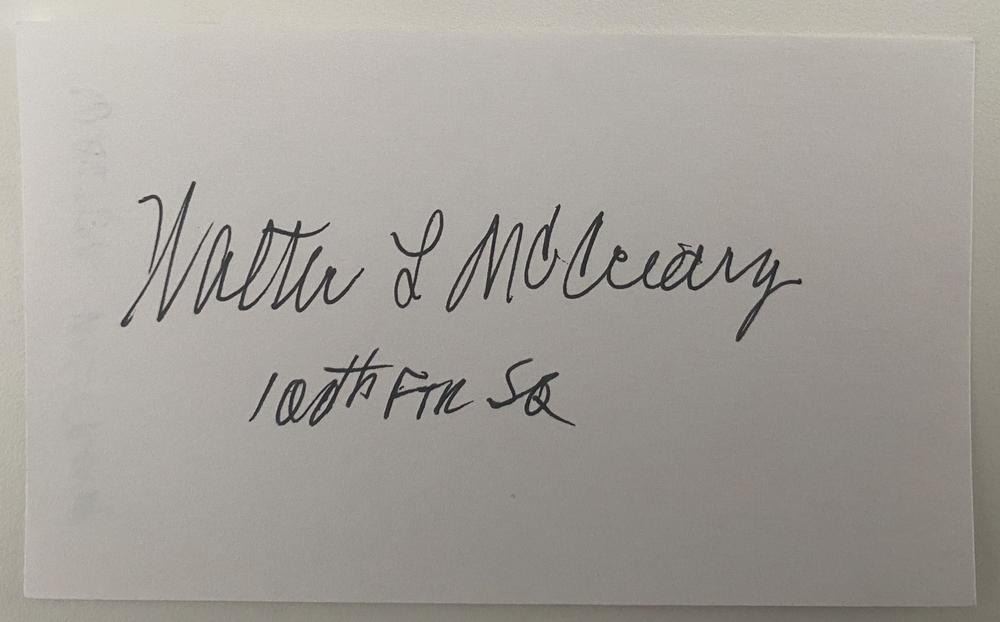 Walter L McCreary
100th FTR SQ